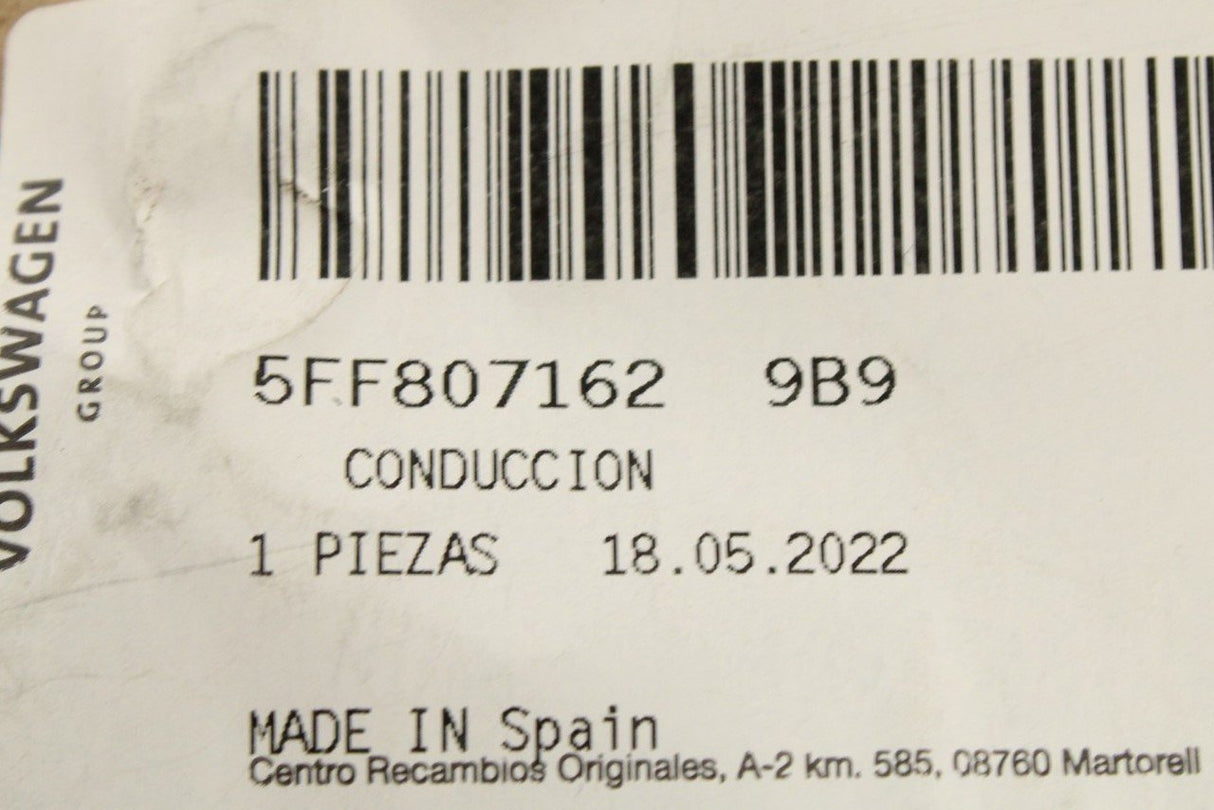 VOLKSWAGEN
GROUP
5FF807162 9B9
CONDUCCION
1 PIEZAS 18.05.2022
MADE IN Spain
Centro Recambios Originales, A-2 km. 585, 08760 Martorell